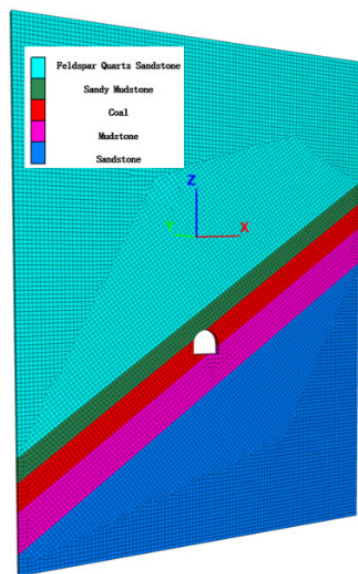 Feldspar Quarts Sandstone
Sandy Mudstone
Coal
Mudstone
Sandstone
Z
Y
X